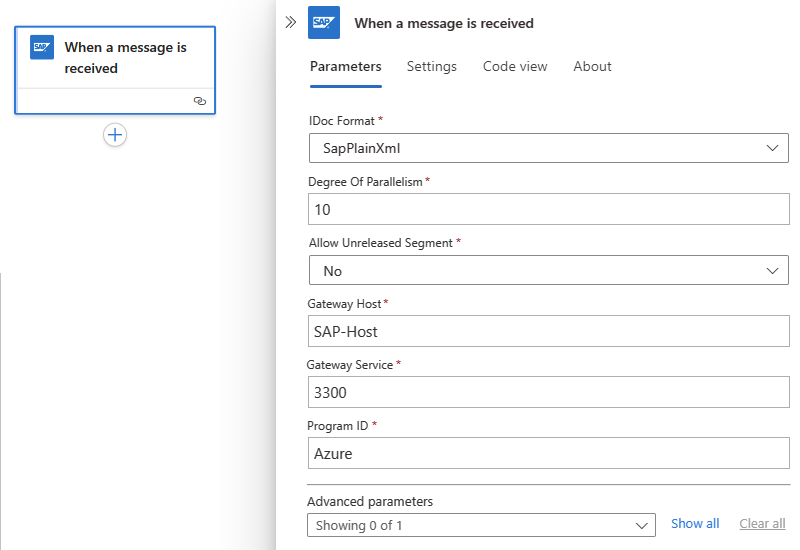 SAP
When a message is
received
SAP
When a message is received
Parameters
Settings
Code view
About
IDoc Format *
SapPlainXml
Degree Of Parallelism *
10
Allow Unreleased Segment *
No
Gateway Host *
SAP-Host
Gateway Service *
3300
Program ID *
Azure
Advanced parameters
Showing 0 of 1
Show all
Clear all